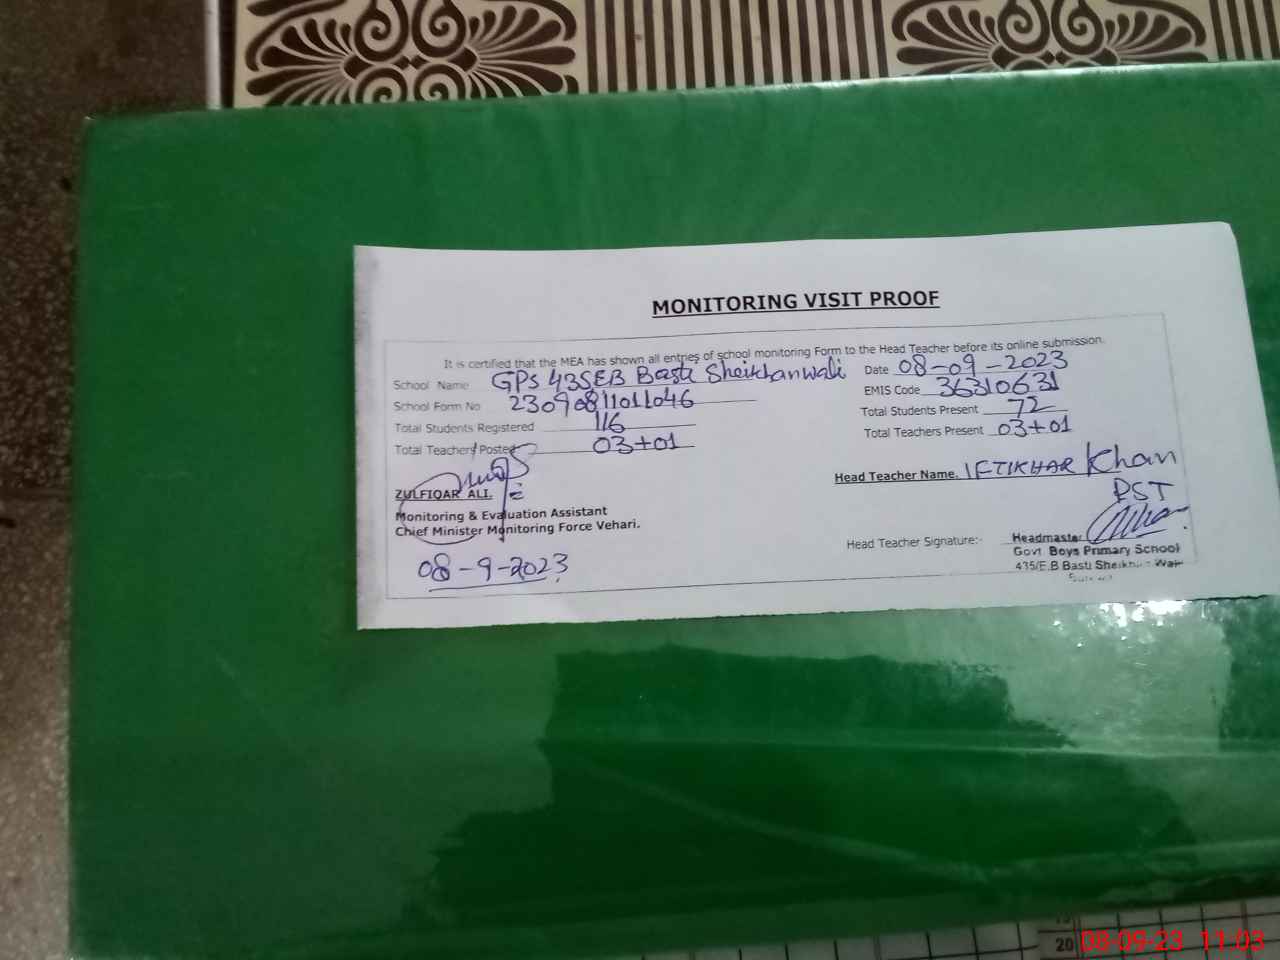 MONITORING VISIT PROOF
It is certified that the MEA has shown all entries of school monitoring Form to the Head Teacher before its online submission.
School Name GPS 435EB Basti Sheikhanwali Date 08-09-2023
School Form No 23090811011046 EMIS Code 36310631
Total Students Registered 116 Total Students Present 72
Total Teachers Posted 03+01 Total Teachers Present 03+01
Head Teacher Name. IFTIKHAR Khan
PST
ZULFIQAR ALI.
Monitoring & Evaluation Assistant
Chief Minister Monitoring Force Vehari.
08-9-2023
Head Teacher Signature:- Headmaster
Govt Boys Primary School
435/E.B Basti
20
08-09-23 11:03